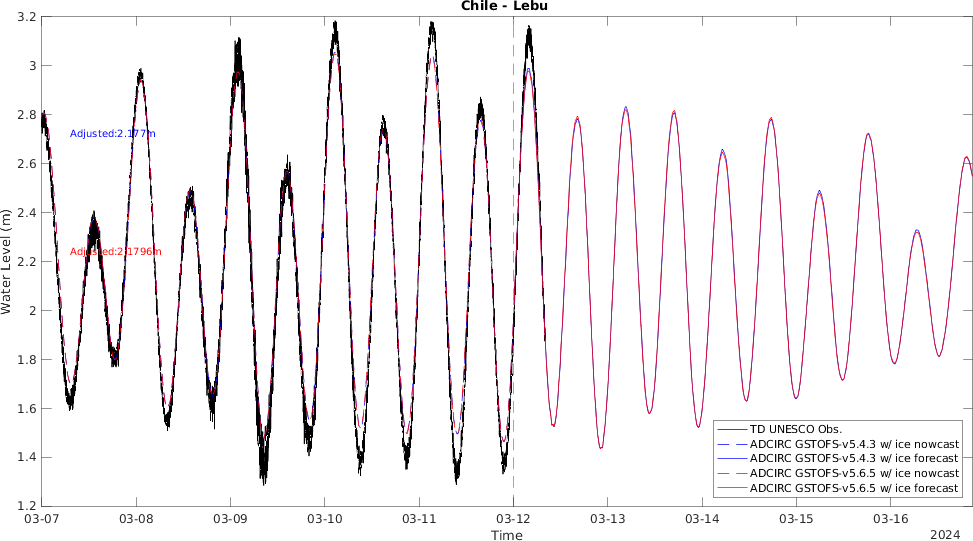 Chile - Lebu
3.2
3
2.8
2.6
2.4
2.2
2
1.8
1.6
1.4
1.2
Water Level (m)
Adjusted:2.177m
Adjusted:2.1796m
TD UNESCO Obs.
ADCIRC GSTOFS-v5.4.3 w/ ice nowcast
ADCIRC GSTOFS-v5.4.3 w/ ice forecast
ADCIRC GSTOFS-v5.6.5 w/ ice nowcast
ADCIRC GSTOFS-v5.6.5 w/ ice forecast
03-07 03-08 03-09 03-10 03-11 03-12 03-13 03-14 03-15 03-16
Time
2024